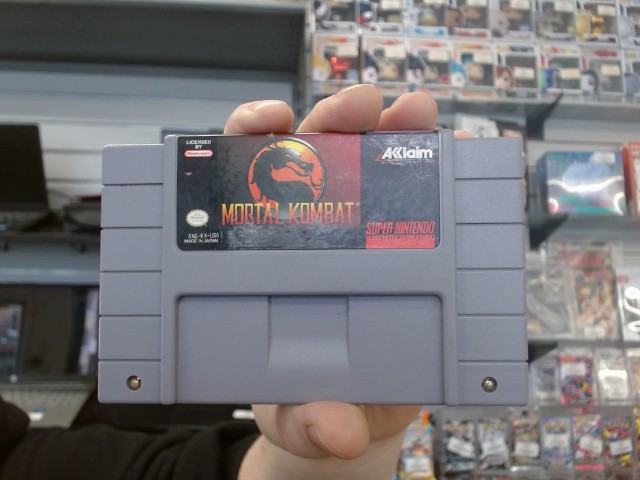 LICENSED
BY
Nintendo
AKKlaim
MORTAL KOMBAT
SNS-KX-USA
MADE IN JAPAN
SUPER NINTENDO